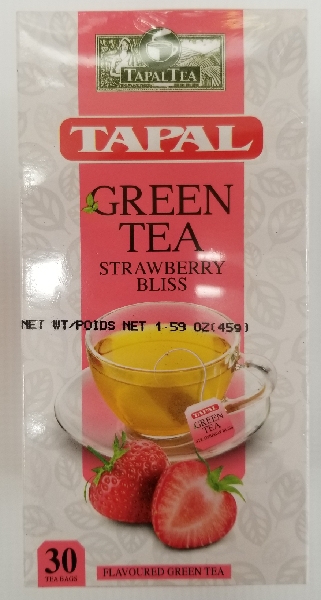 TAPAL TEA
TAPAL
GREEN
TEA
STRAWBERRY
BLISS
NET WT/POIDS NET 1.59 OZ(45g)
TAPAL
GREEN
TEA
30
TEA BAGS
FLAVOURED GREEN TEA